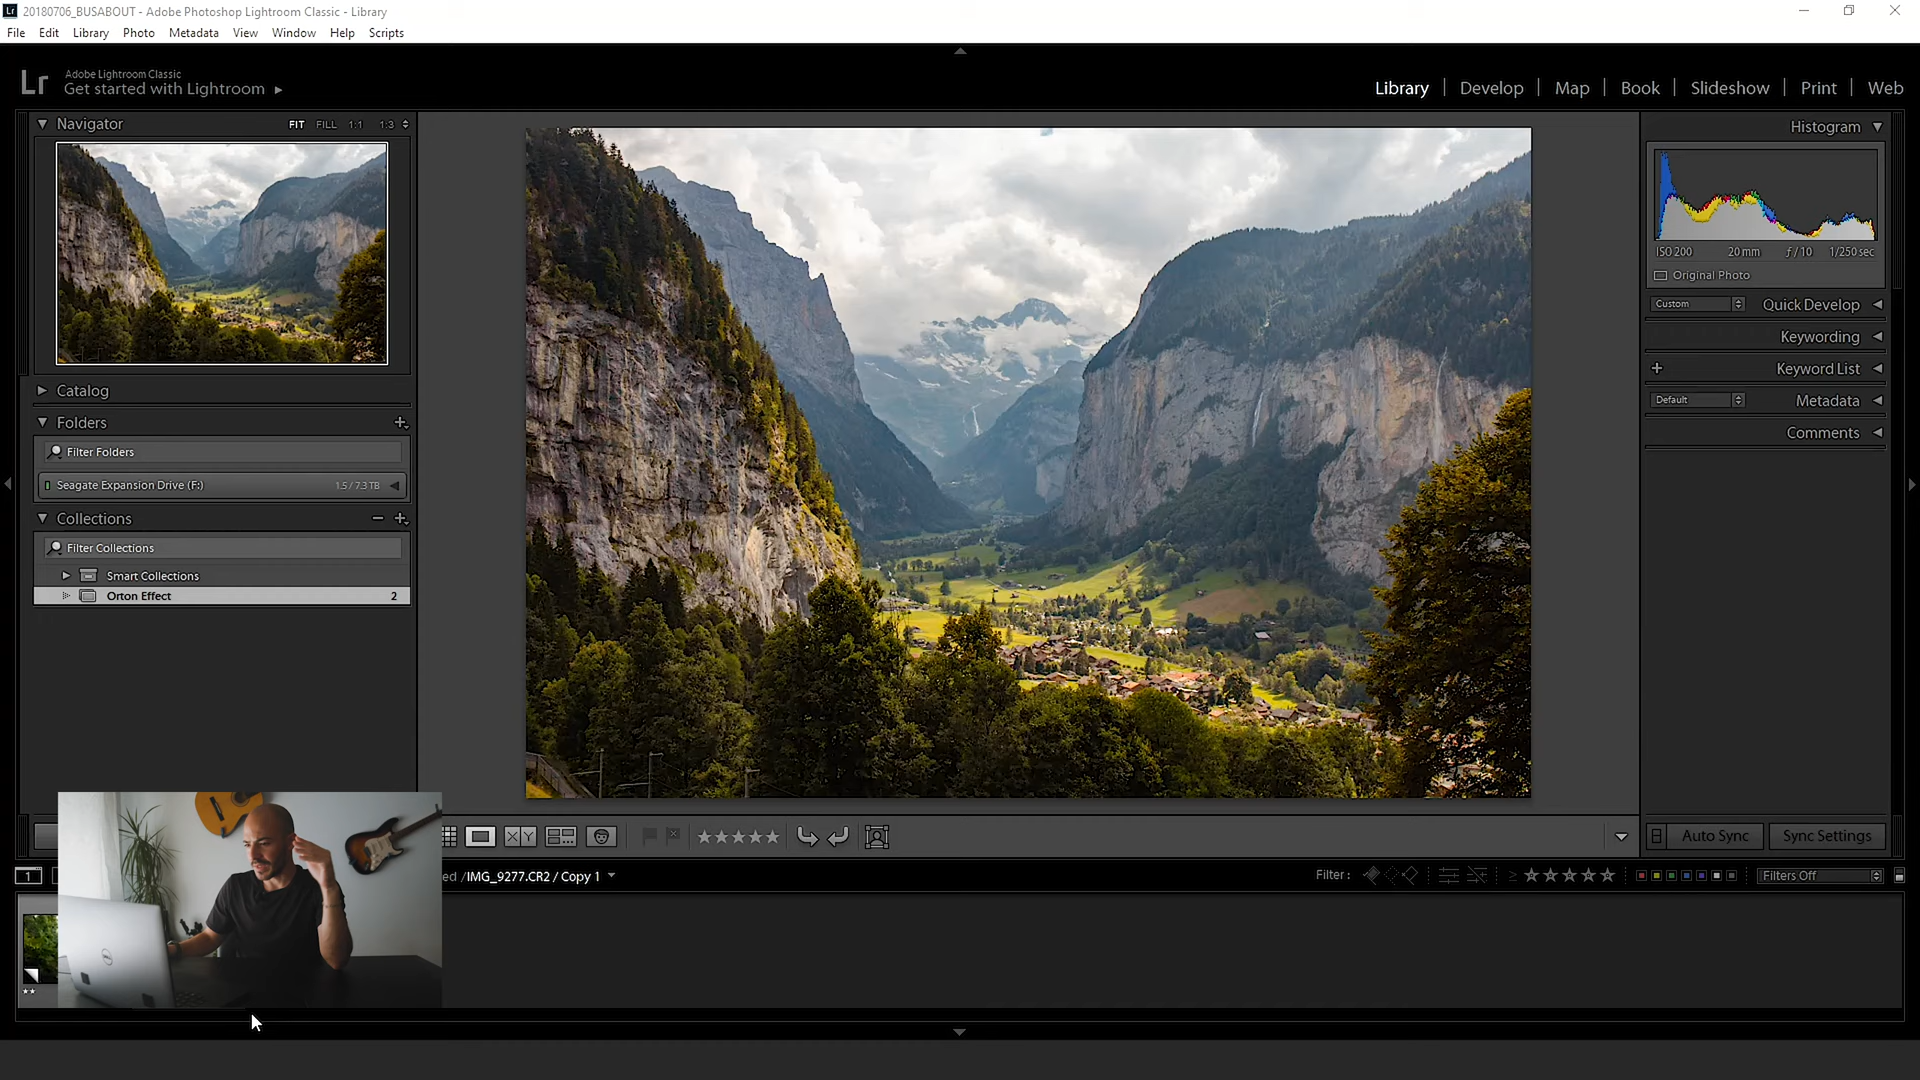 Lr 20180706_BUSABOUT - Adobe Photoshop Lightroom Classic - Library
File Edit Library Photo Metadata View Window Help Scripts
Lr Adobe Lightroom Classic
Get started with Lightroom
Library | Develop | Map | Book | Slideshow | Print | Web
Navigator FIT FILL 1:1 1:3
Histogram
ISO 200 20 mm ƒ / 10 1/250 sec
Original Photo
Custom Quick Develop
Keywording
Keyword List
Default Metadata
Comments
Catalog
Folders
Filter Folders
Seagate Expansion Drive (F:) 1.5 / 7.3 TB
Collections
Filter Collections
Smart Collections
Orton Effect 2
X Y
Auto Sync Sync Settings
1
ed / IMG_9277.CR2 / Copy 1
Filter : ≥ Filters Off